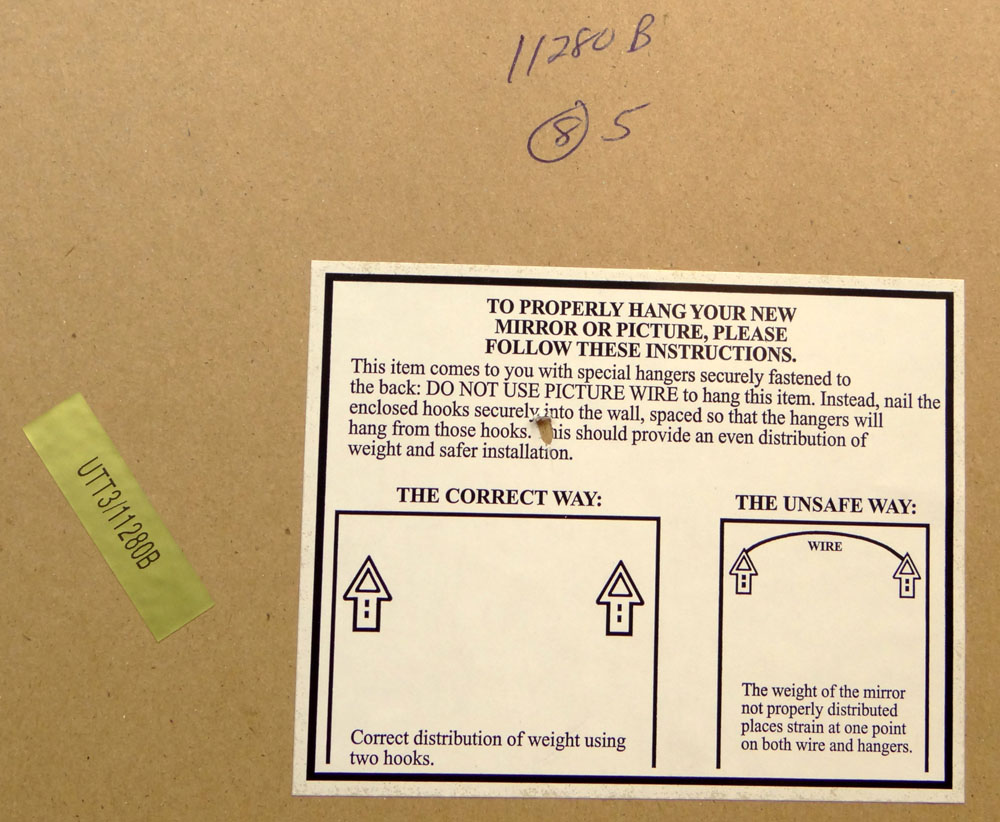 11280 B
8 5
TO PROPERLY HANG YOUR NEW
MIRROR OR PICTURE, PLEASE
FOLLOW THESE INSTRUCTIONS.
This item comes to you with special hangers securely fastened to
the back: DO NOT USE PICTURE WIRE to hang this item. Instead, nail the
enclosed hooks securely into the wall, spaced so that the hangers will
hang from those hooks. This should provide an even distribution of
weight and safer installation.
UTT3/11280B
THE CORRECT WAY:
Correct distribution of weight using
two hooks.
THE UNSAFE WAY:
WIRE
The weight of the mirror
not properly distributed
places strain at one point
on both wire and hangers.